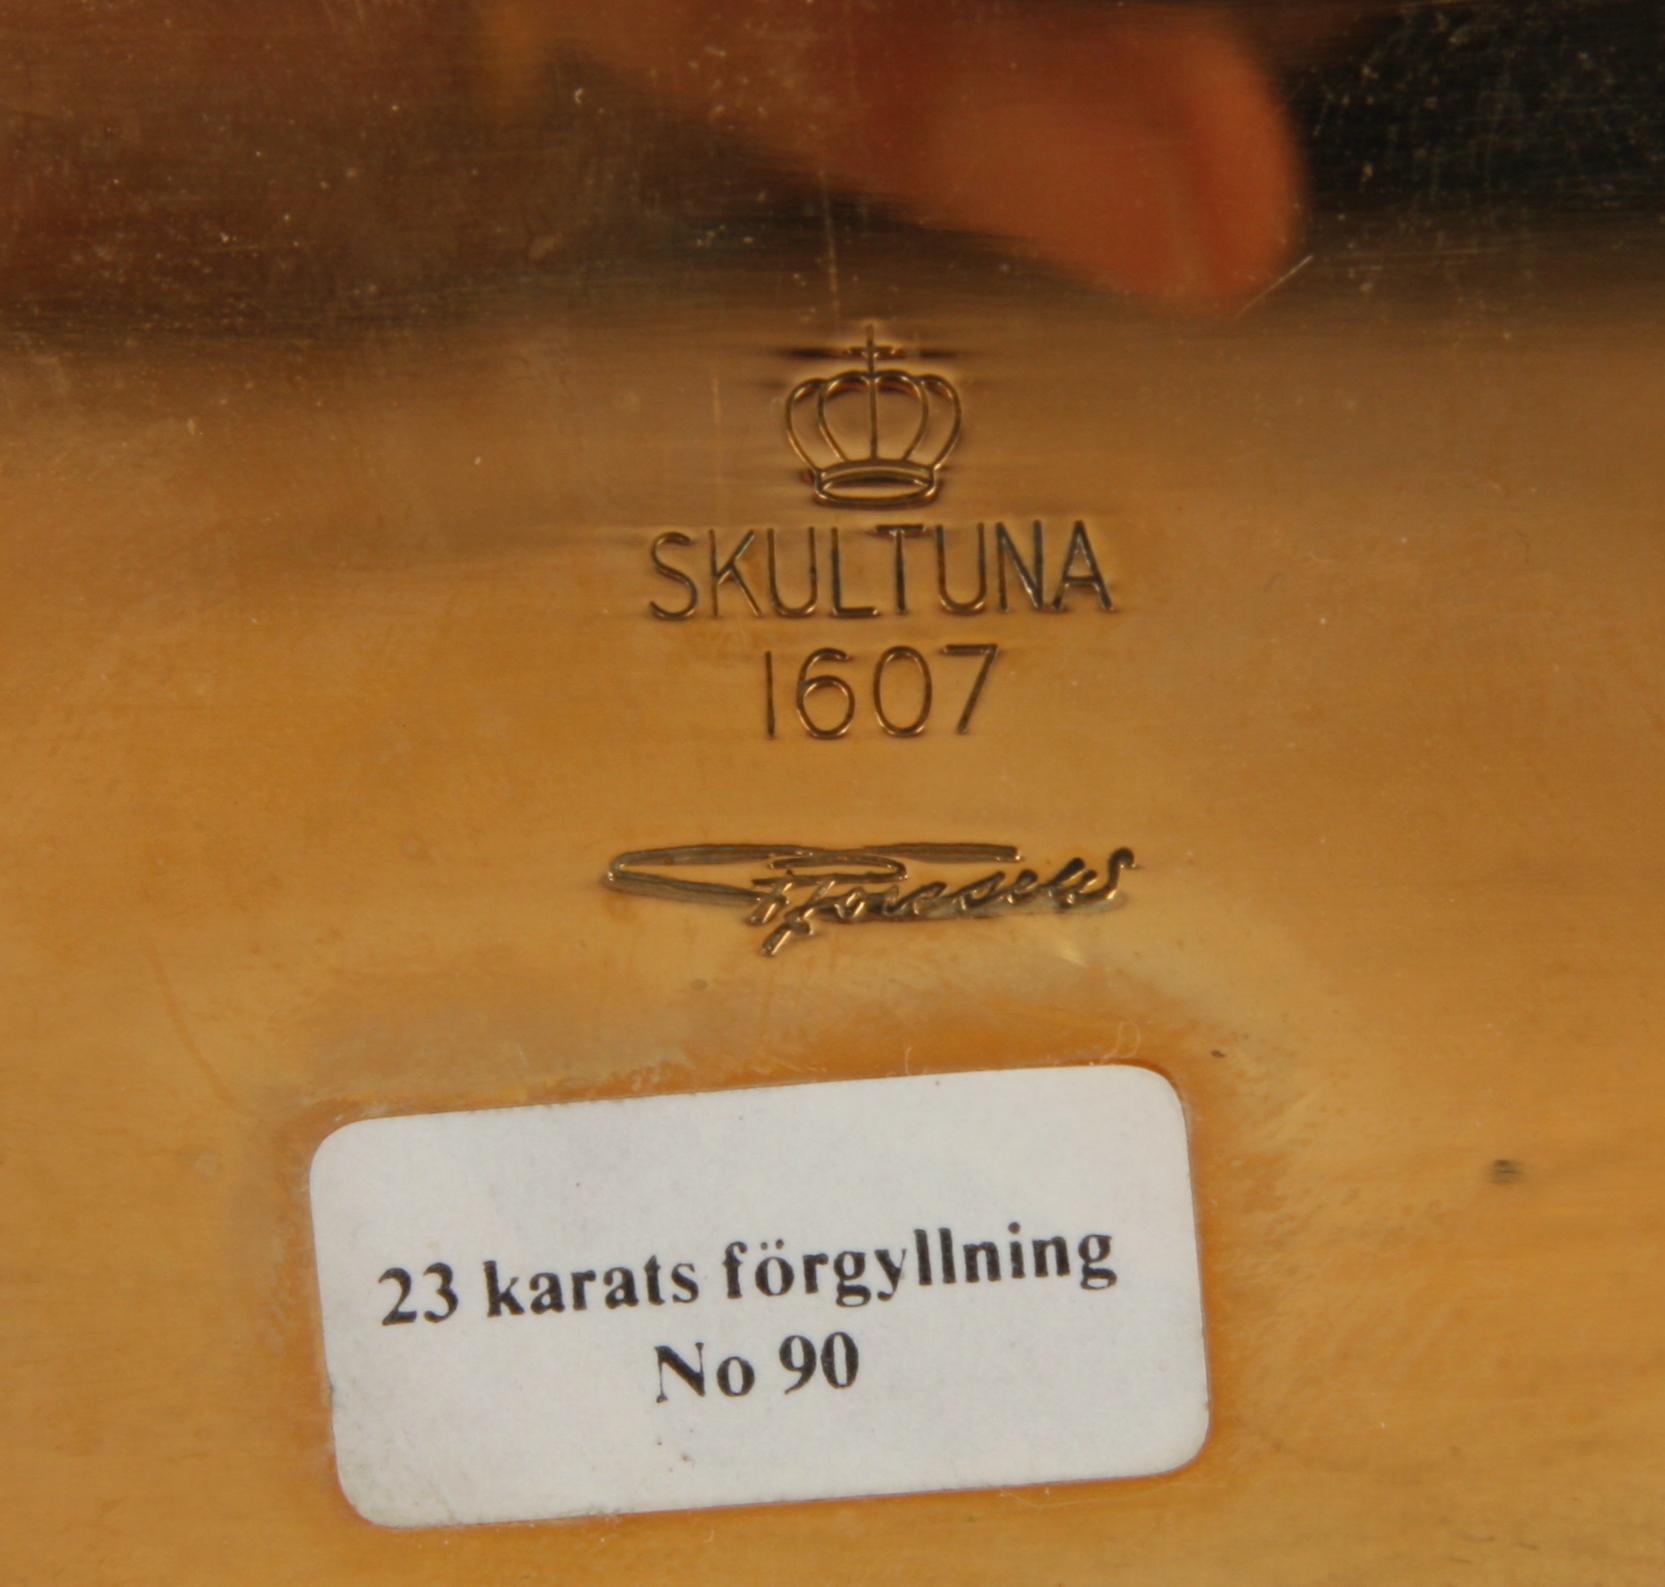 SKULTUNA
1607
23 karats förgyllning
No 90